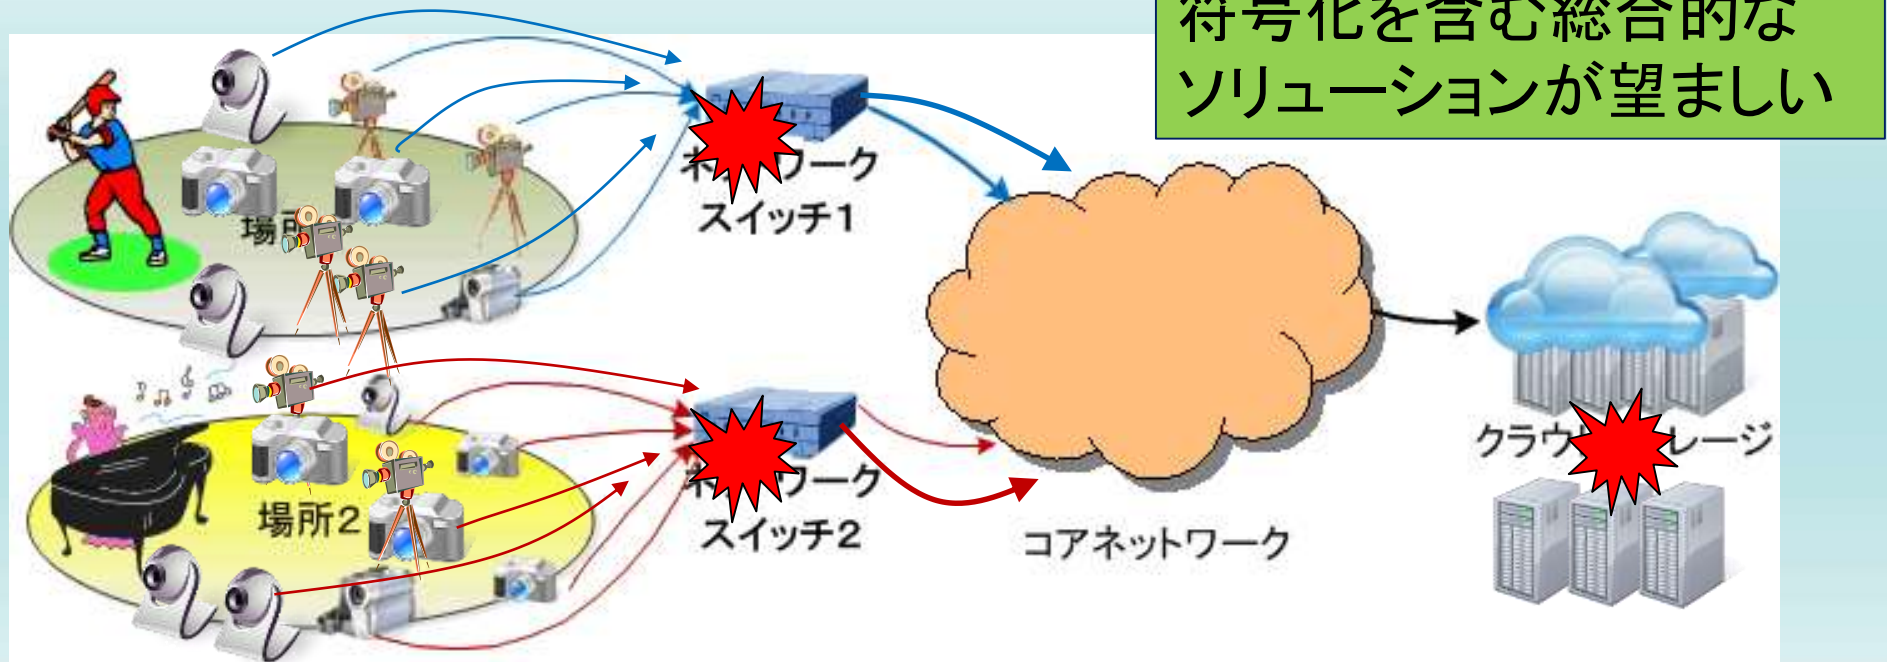 符号化を含む総合的な
ソリューションが望ましい
ワーク
スイッチ1
場所2
ワーク
スイッチ2
コアネットワーク
クラウ
レージ